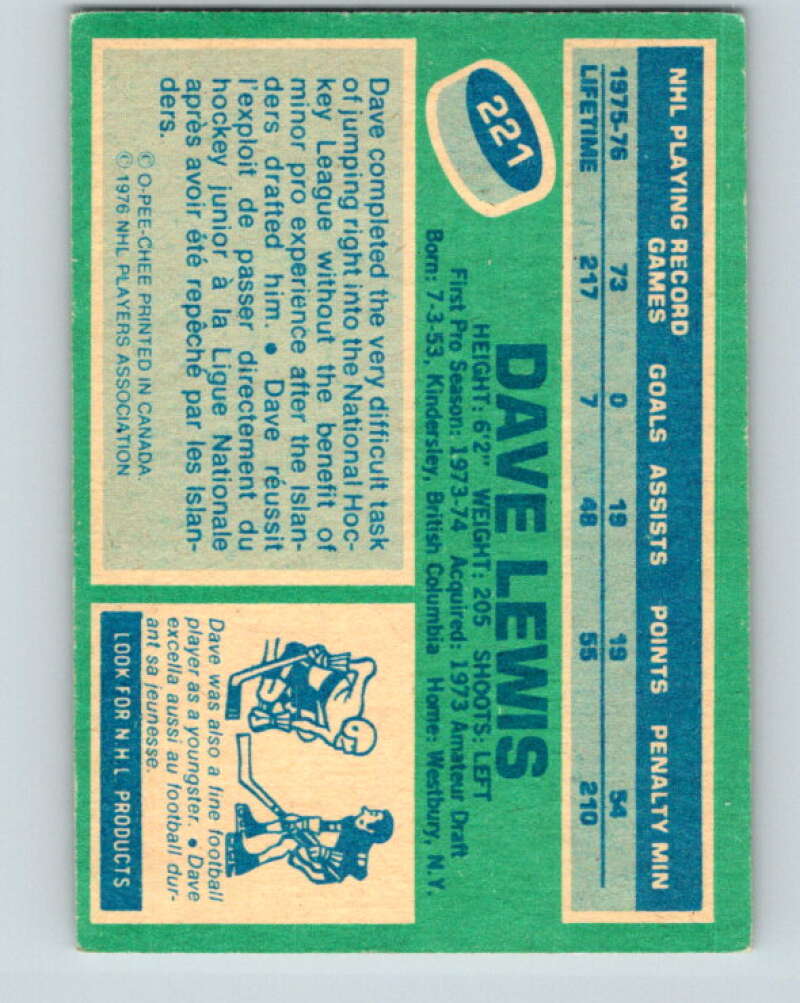 NHL PLAYING RECORD
GAMES GOALS ASSISTS POINTS PENALTY MIN
1975-76 73 0 19 19 54
LIFETIME 217 7 48 55 210
221
DAVE LEWIS
HEIGHT: 6'2" WEIGHT: 205 SHOOTS: LEFT
First Pro Season: 1973-74 Acquired: 1973 Amateur Draft
Born: 7-3-53, Kindersley, British Columbia Home: Westbury, N.Y.
Dave completed the very difficult task
of jumping right into the National Hoc-
key League without the benefit of
minor pro experience after the Islan-
ders drafted him. • Dave réussit
l'exploit de passer directement du
hockey junior à la Ligue Nationale
après avoir été repêché par les Islan-
ders.
© O-PEE-CHEE PRINTED IN CANADA.
© 1976 NHL PLAYERS ASSOCIATION
Dave was also a fine football
player as a youngster. • Dave
excella aussi au football dur-
ant sa jeunesse.
LOOK FOR N.H.L PRODUCTS